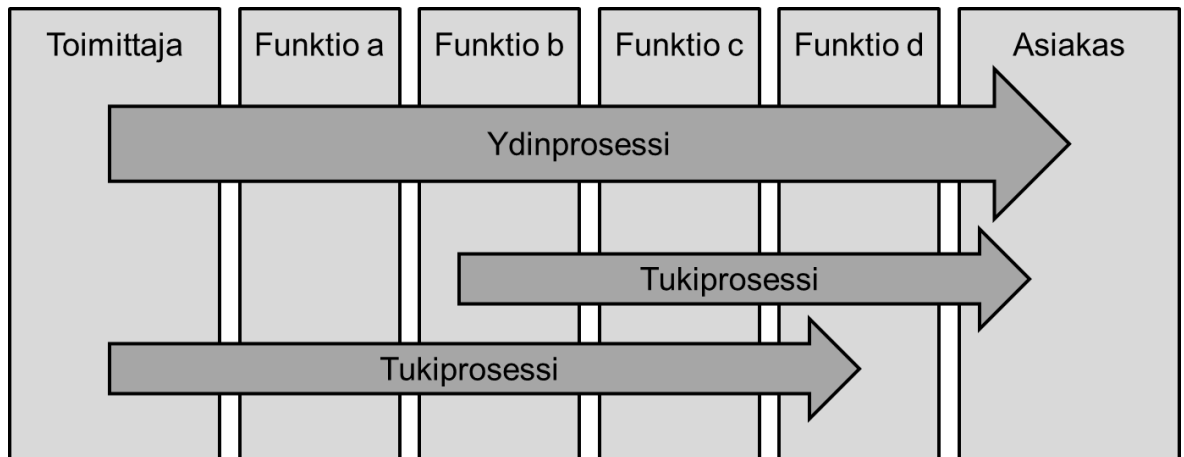 Toimittaja
Funktio a
Funktio b
Funktio c
Funktio d
Asiakas
Ydinprosessi
Tukiprosessi
Tukiprosessi